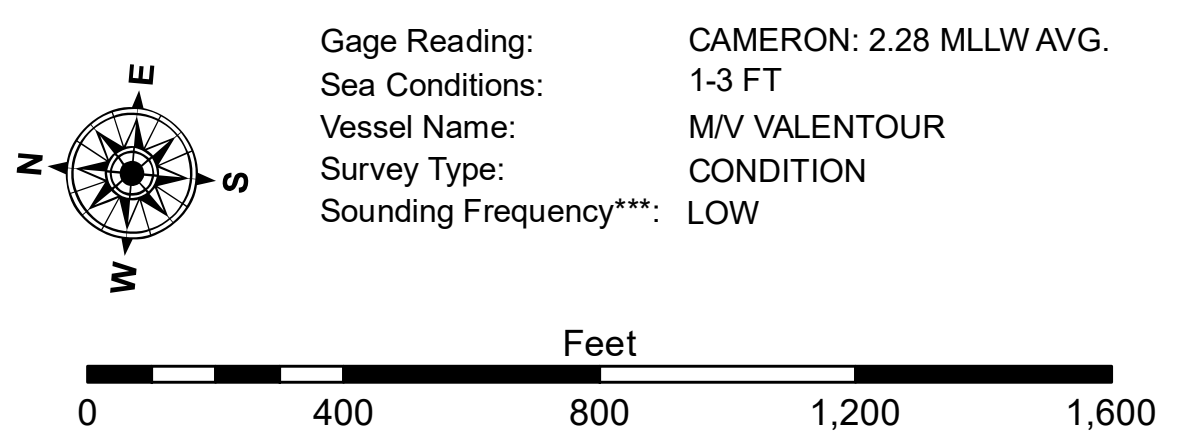 E
N
S
W
Gage Reading: CAMERON: 2.28 MLLW AVG.
Sea Conditions: 1-3 FT
Vessel Name: M/V VALENTOUR
Survey Type: CONDITION
Sounding Frequency***: LOW
Feet
0 400 800 1,200 1,600